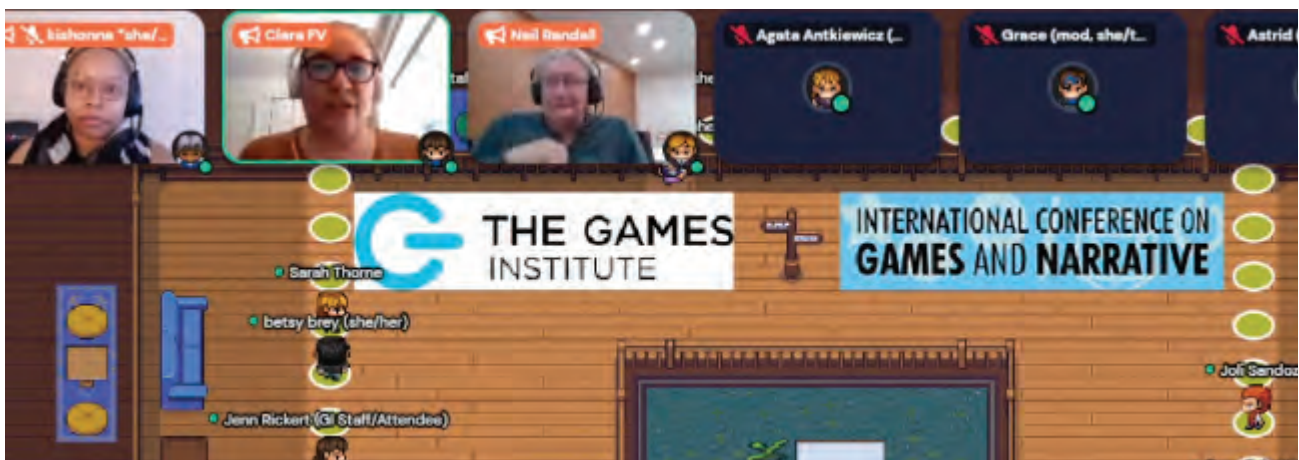 kishonna "she/...
Clara FV
Neil Randall
Agata Antkiewicz (...
Grace (mod, she/t...
Astrid (
THE GAMES
INSTITUTE
INTERNATIONAL CONFERENCE ON
GAMES AND NARRATIVE
Sarah Thorne
betsy brey (she/her)
Joli Sandoz
Jenn Rickert (GI Staff/Attendee)